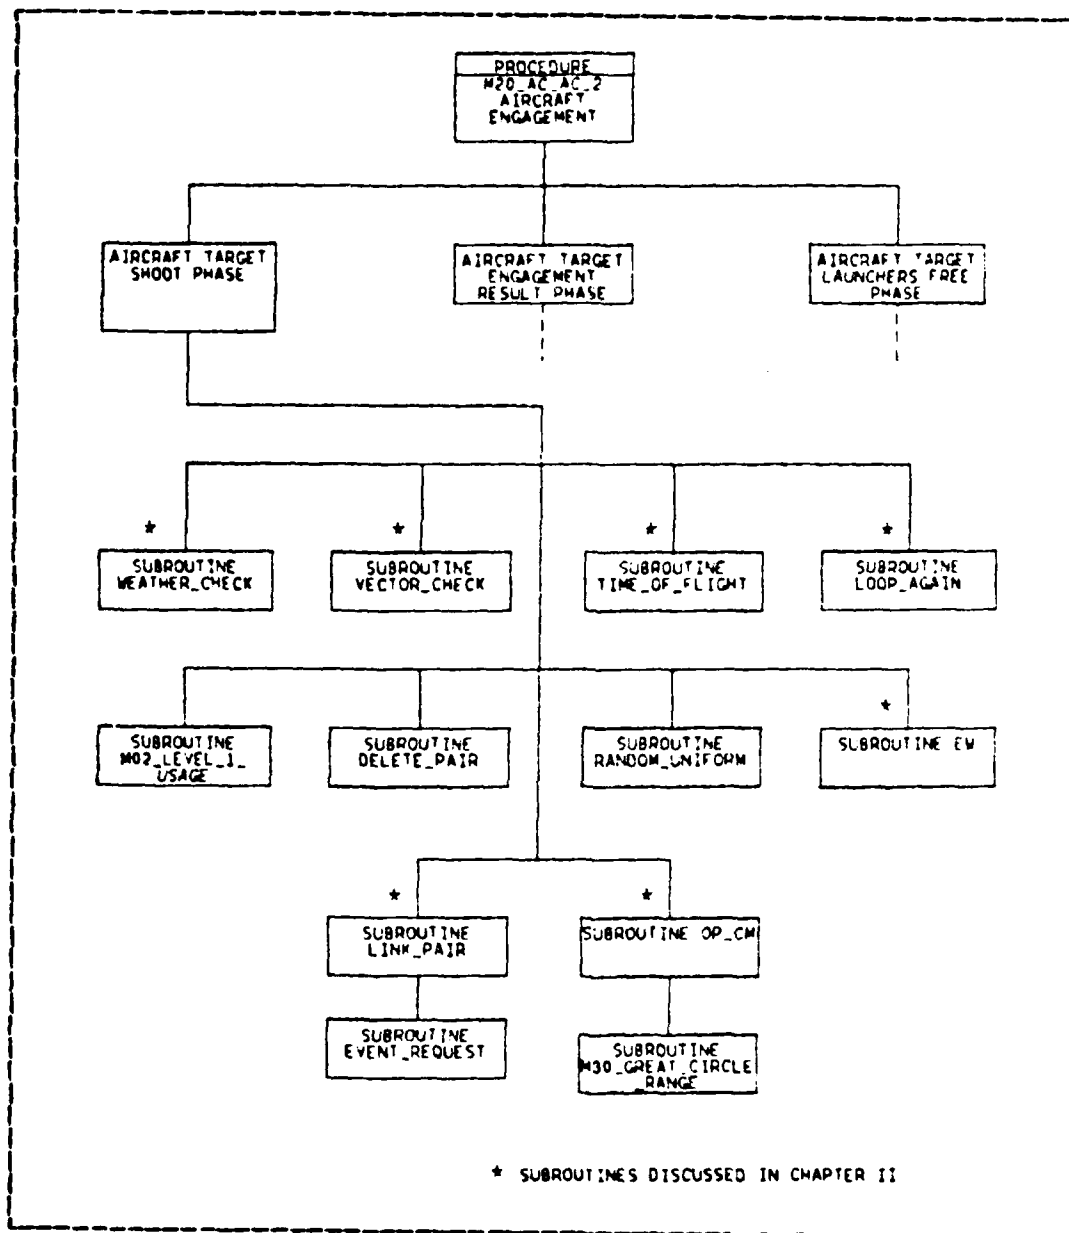 PROCEDURE
M20_AC_AC_2
AIRCRAFT
ENGAGEMENT
AIRCRAFT TARGET
SHOOT PHASE
AIRCRAFT TARGET
ENGAGEMENT
RESULT PHASE
AIRCRAFT TARGET
LAUNCHERS FREE
PHASE
*
*
*
*
SUBROUTINE
WEATHER_CHECK
SUBROUTINE
VECTOR_CHECK
SUBROUTINE
TIME_OF_FLIGHT
SUBROUTINE
LOOP_AGAIN
*
SUBROUTINE
M02_LEVEL_1_
USAGE
SUBROUTINE
DELETE_PAIR
SUBROUTINE
RANDOM_UNIFORM
SUBROUTINE EW
*
*
SUBROUTINE
LINK_PAIR
SUBROUTINE OP_CM
SUBROUTINE
EVENT_REQUEST
SUBROUTINE
M30_GREAT_CIRCLE
_RANGE
* SUBROUTINES DISCUSSED IN CHAPTER II